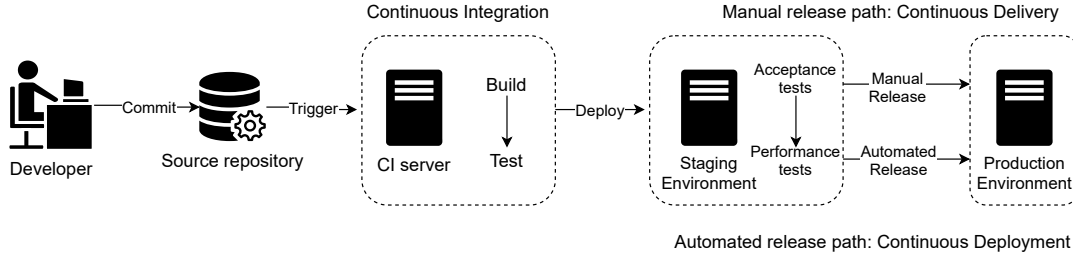 Continuous Integration
Manual release path: Continuous Delivery
Developer
Commit
Source repository
Trigger
CI server
Build
Test
Deploy
Staging
Environment
Acceptance
tests
Performance
tests
Manual
Release
Automated
Release
Production
Environment
Automated release path: Continuous Deployment